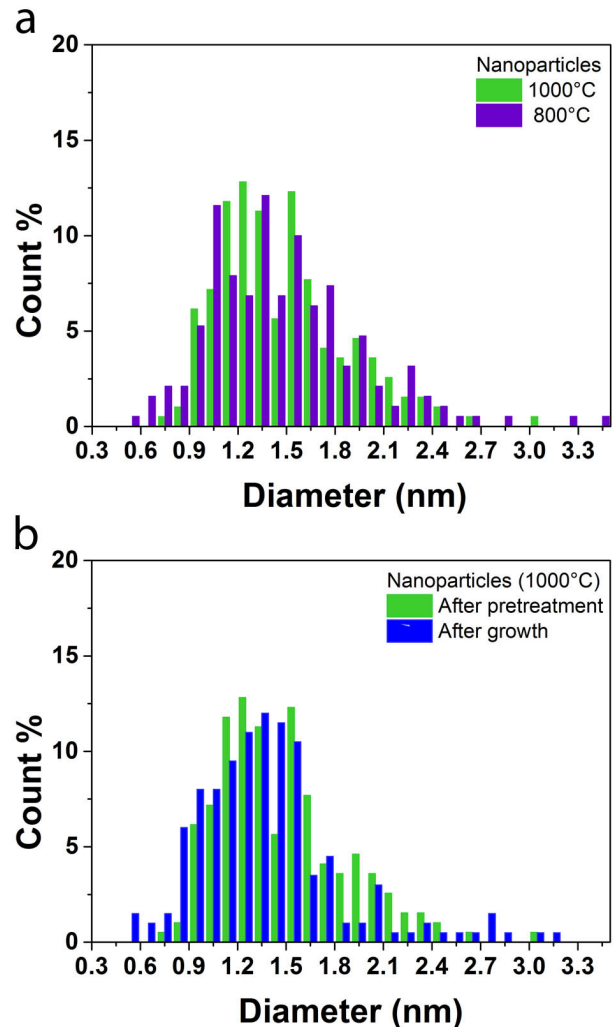 a
20
15
10
5
0
Count %
Nanoparticles
1000°C
800°C
0.3 0.6 0.9 1.2 1.5 1.8 2.1 2.4 2.7 3.0 3.3
Diameter (nm)
b
20
15
10
5
0
Count %
Nanoparticles (1000°C)
After pretreatment
After growth
0.3 0.6 0.9 1.2 1.5 1.8 2.1 2.4 2.7 3.0 3.3
Diameter (nm)